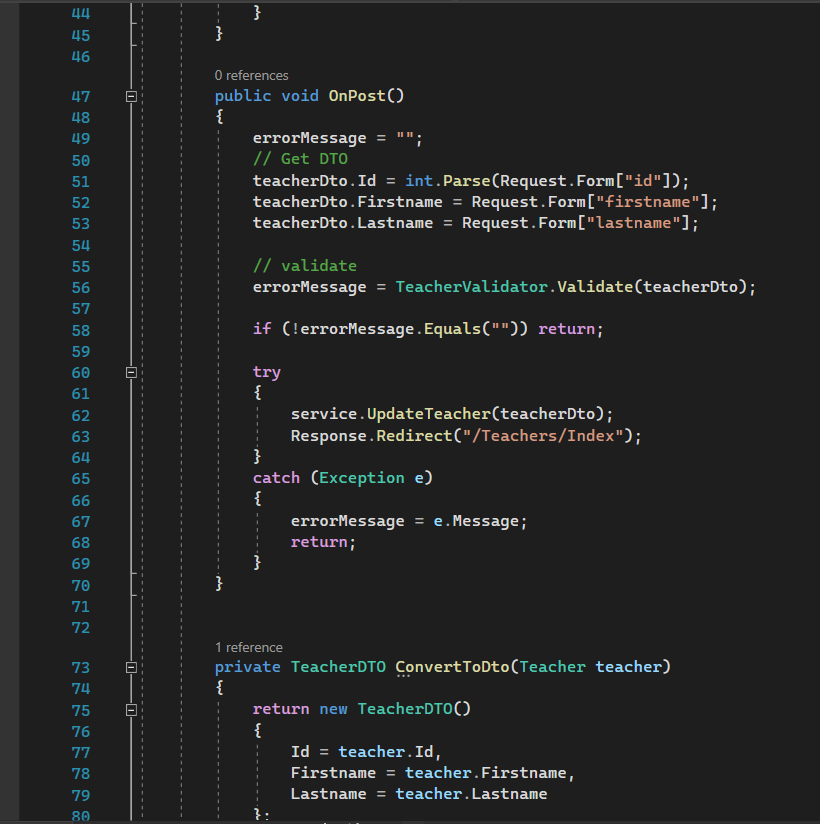 44 }
45 }
46
0 references
47 public void OnPost()
48 {
49 errorMessage = "";
50 // Get DTO
51 teacherDto.Id = int.Parse(Request.Form["id"]);
52 teacherDto.Firstname = Request.Form["firstname"];
53 teacherDto.Lastname = Request.Form["lastname"];
54
55 // validate
56 errorMessage = TeacherValidator.Validate(teacherDto);
57
58 if (!errorMessage.Equals("")) return;
59
60 try
61 {
62 service.UpdateTeacher(teacherDto);
63 Response.Redirect("/Teachers/Index");
64 }
65 catch (Exception e)
66 {
67 errorMessage = e.Message;
68 return;
69 }
70 }
71
72
1 reference
73 private TeacherDTO ConvertToDto(Teacher teacher)
74 {
75 return new TeacherDTO()
76 {
77 Id = teacher.Id,
78 Firstname = teacher.Firstname,
79 Lastname = teacher.Lastname
80 };